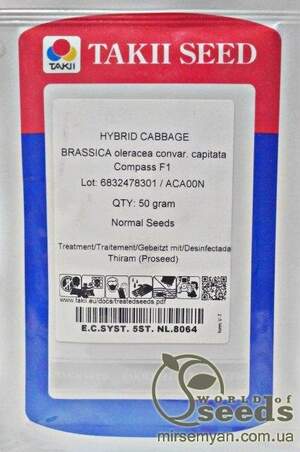 TAKII
TAKII SEED
HYBRID CABBAGE
BRASSICA oleracea convar. capitata
Compass F1
Lot: 6832478301 / ACA00N
QTY: 50 gram
Normal Seeds
Treatment/Traitement/Gebeitzt mit/Desinfectada
Thiram (Proseed)
www.takii.eu/docs/treatedseeds.pdf
E.C.SYST. 5ST. NL.8064
WORLD of
seeds
mirsemyan.com.ua